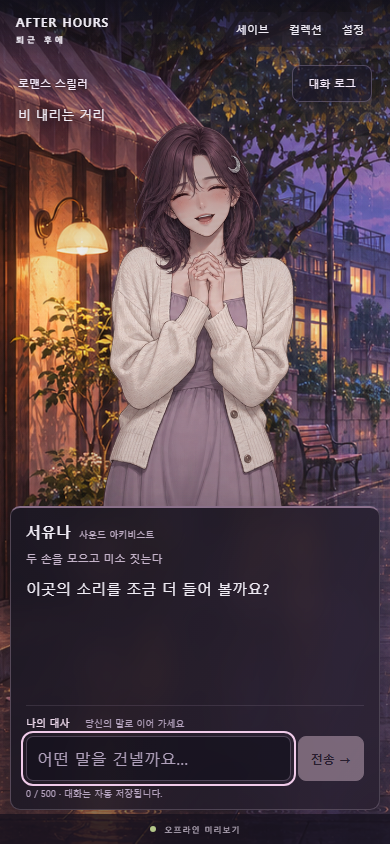 AFTER HOURS
퇴근 후에
세이브 컬렉션 설정
로맨스 스릴러
대화 로그
비 내리는 거리
서유나 사운드 아키비스트
두 손을 모으고 미소 짓는다
이곳의 소리를 조금 더 들어 볼까요?
나의 대사 당신의 말로 이어 가세요
어떤 말을 건넬까요...
전송 →
0 / 500 · 대화는 자동 저장됩니다.
오프라인 미리보기